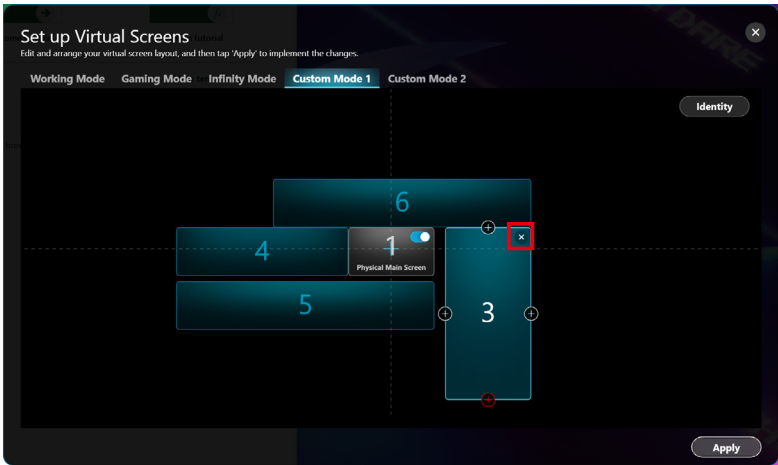 Set up Virtual Screens
Edit and arrange your virtual screen layout, and then tap 'Apply' to implement the changes.
Working Mode Gaming Mode Infinity Mode Custom Mode 1 Custom Mode 2
Identity
6
4
1
Physical Main Screen
5
3
Apply